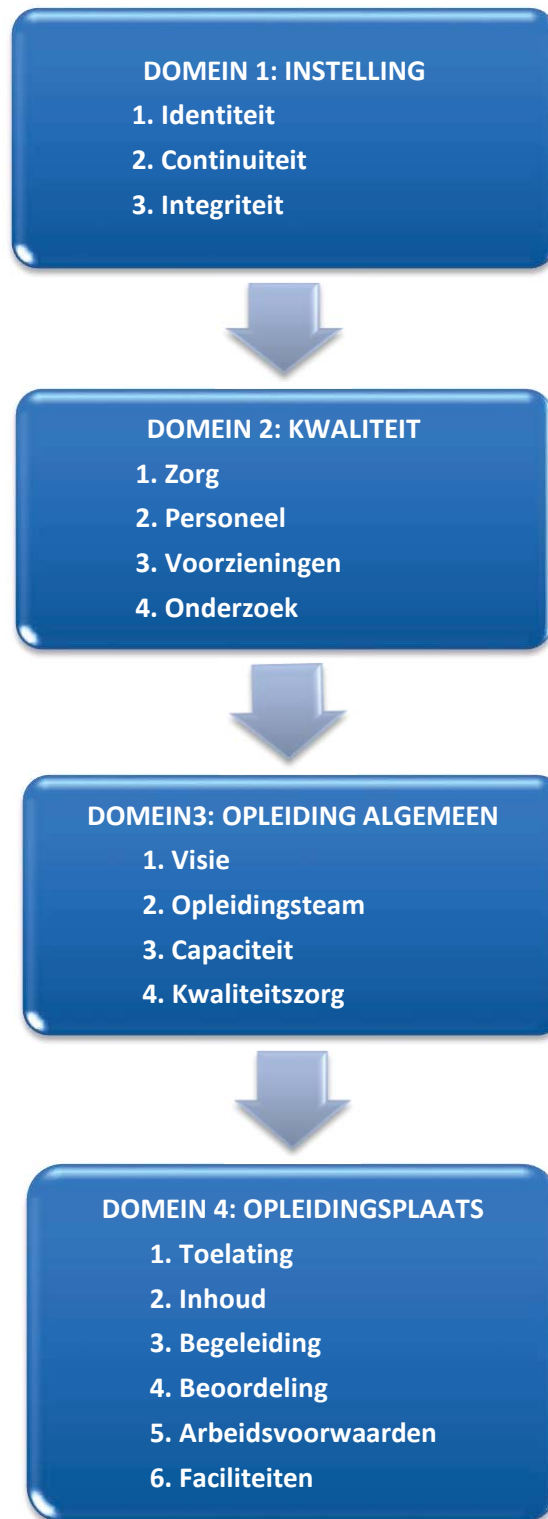 DOMEIN 1: INSTELLING
1. Identiteit
2. Continuiteit
3. Integriteit
DOMEIN 2: KWALITEIT
1. Zorg
2. Personeel
3. Voorzieningen
4. Onderzoek
DOMEIN3: OPLEIDING ALGEMEEN
1. Visie
2. Opleidingsteam
3. Capaciteit
4. Kwaliteitszorg
DOMEIN 4: OPLEIDINGSPLAATS
1. Toelating
2. Inhoud
3. Begeleiding
4. Beoordeling
5. Arbeidsvoorwaarden
6. Faciliteiten